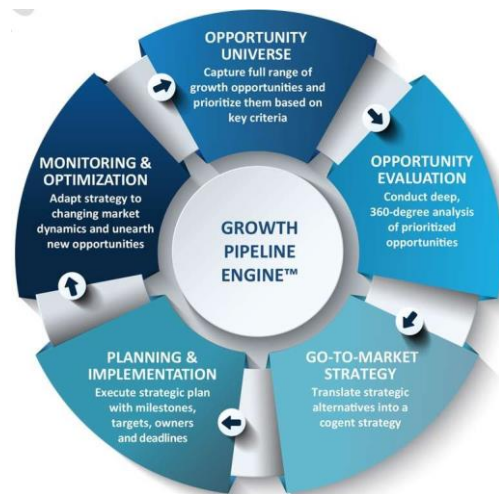 OPPORTUNITY
UNIVERSE
Capture full range of
growth opportunities and
prioritize them based on
key criteria
OPPORTUNITY
EVALUATION
Conduct deep,
360-degree analysis
of prioritized
opportunities
GO-TO-MARKET
STRATEGY
Translate strategic
alternatives into a
cogent strategy
PLANNING &
IMPLEMENTATION
Execute strategic plan
with milestones,
targets, owners
and deadlines
MONITORING &
OPTIMIZATION
Adapt strategy to
changing market
dynamics and unearth
new opportunities
GROWTH
PIPELINE
ENGINE™